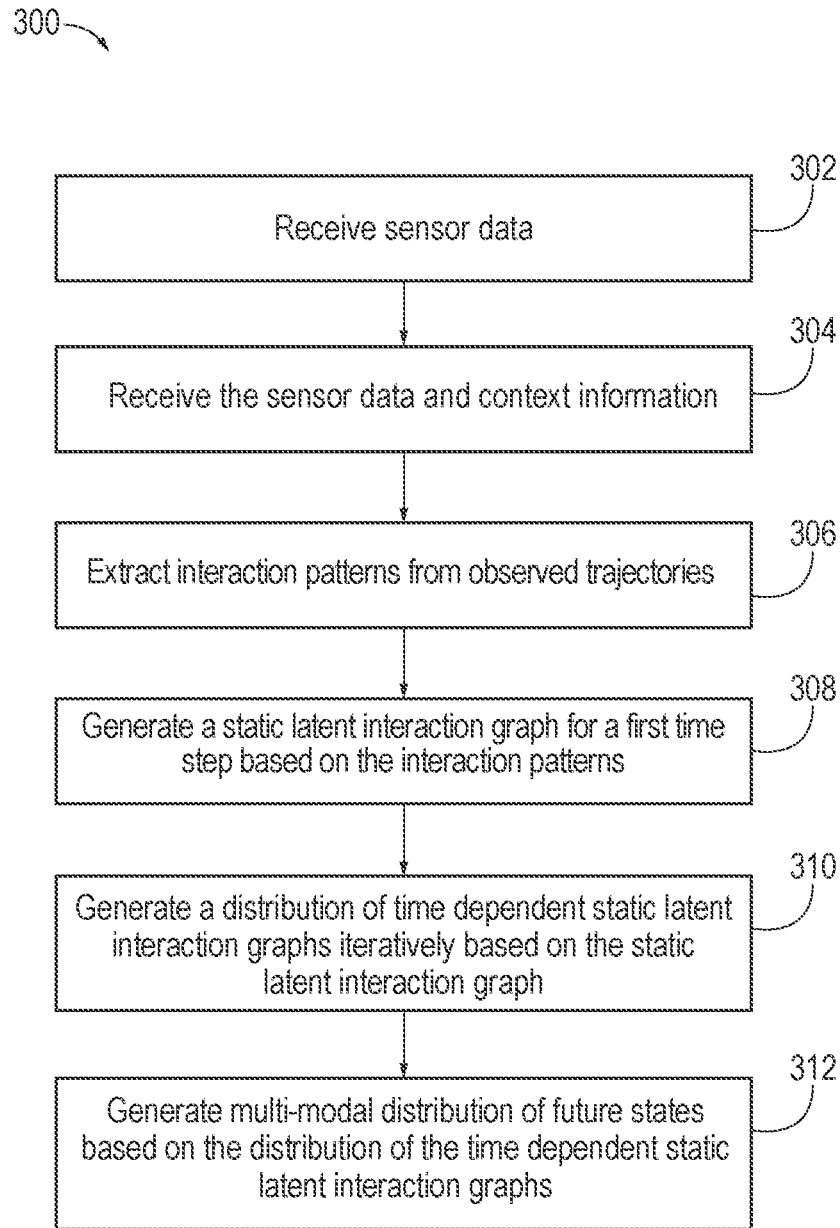 300
302
Receive sensor data
304
Receive the sensor data and context information
306
Extract interaction patterns from observed trajectories
308
Generate a static latent interaction graph for a first time
step based on the interaction patterns
310
Generate a distribution of time dependent static latent
interaction graphs iteratively based on the static
latent interaction graph
312
Generate multi-modal distribution of future states
based on the distribution of the time dependent static
latent interaction graphs